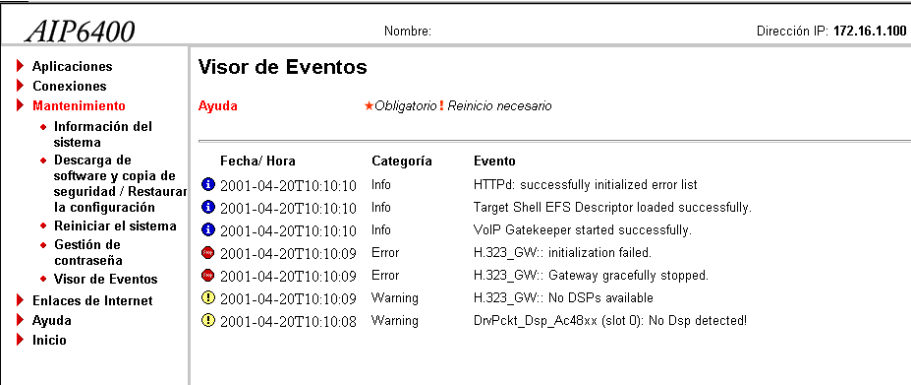 AIP6400
Nombre:
Dirección IP: 172.16.1.100
Aplicaciones
Conexiones
Mantenimiento
Información del
sistema
Descarga de
software y copia de
seguridad / Restaurar
la configuración
Reiniciar el sistema
Gestión de
contraseña
Visor de Eventos
Enlaces de Internet
Ayuda
Inicio
Visor de Eventos
Ayuda
★Obligatorio ! Reinicio necesario
Fecha/ Hora Categoría Evento
2001-04-20T10:10:10 Info HTTPd: successfully initialized error list
2001-04-20T10:10:10 Info Target Shell EFS Descriptor loaded successfully.
2001-04-20T10:10:10 Info VoIP Gatekeeper started successfully.
2001-04-20T10:10:09 Error H.323_GW:: initialization failed.
2001-04-20T10:10:09 Error H.323_GW:: Gateway gracefully stopped.
2001-04-20T10:10:09 Warning H.323_GW:: No DSPs available
2001-04-20T10:10:08 Warning DrvPckt_Dsp_Ac48xx (slot 0): No Dsp detected!